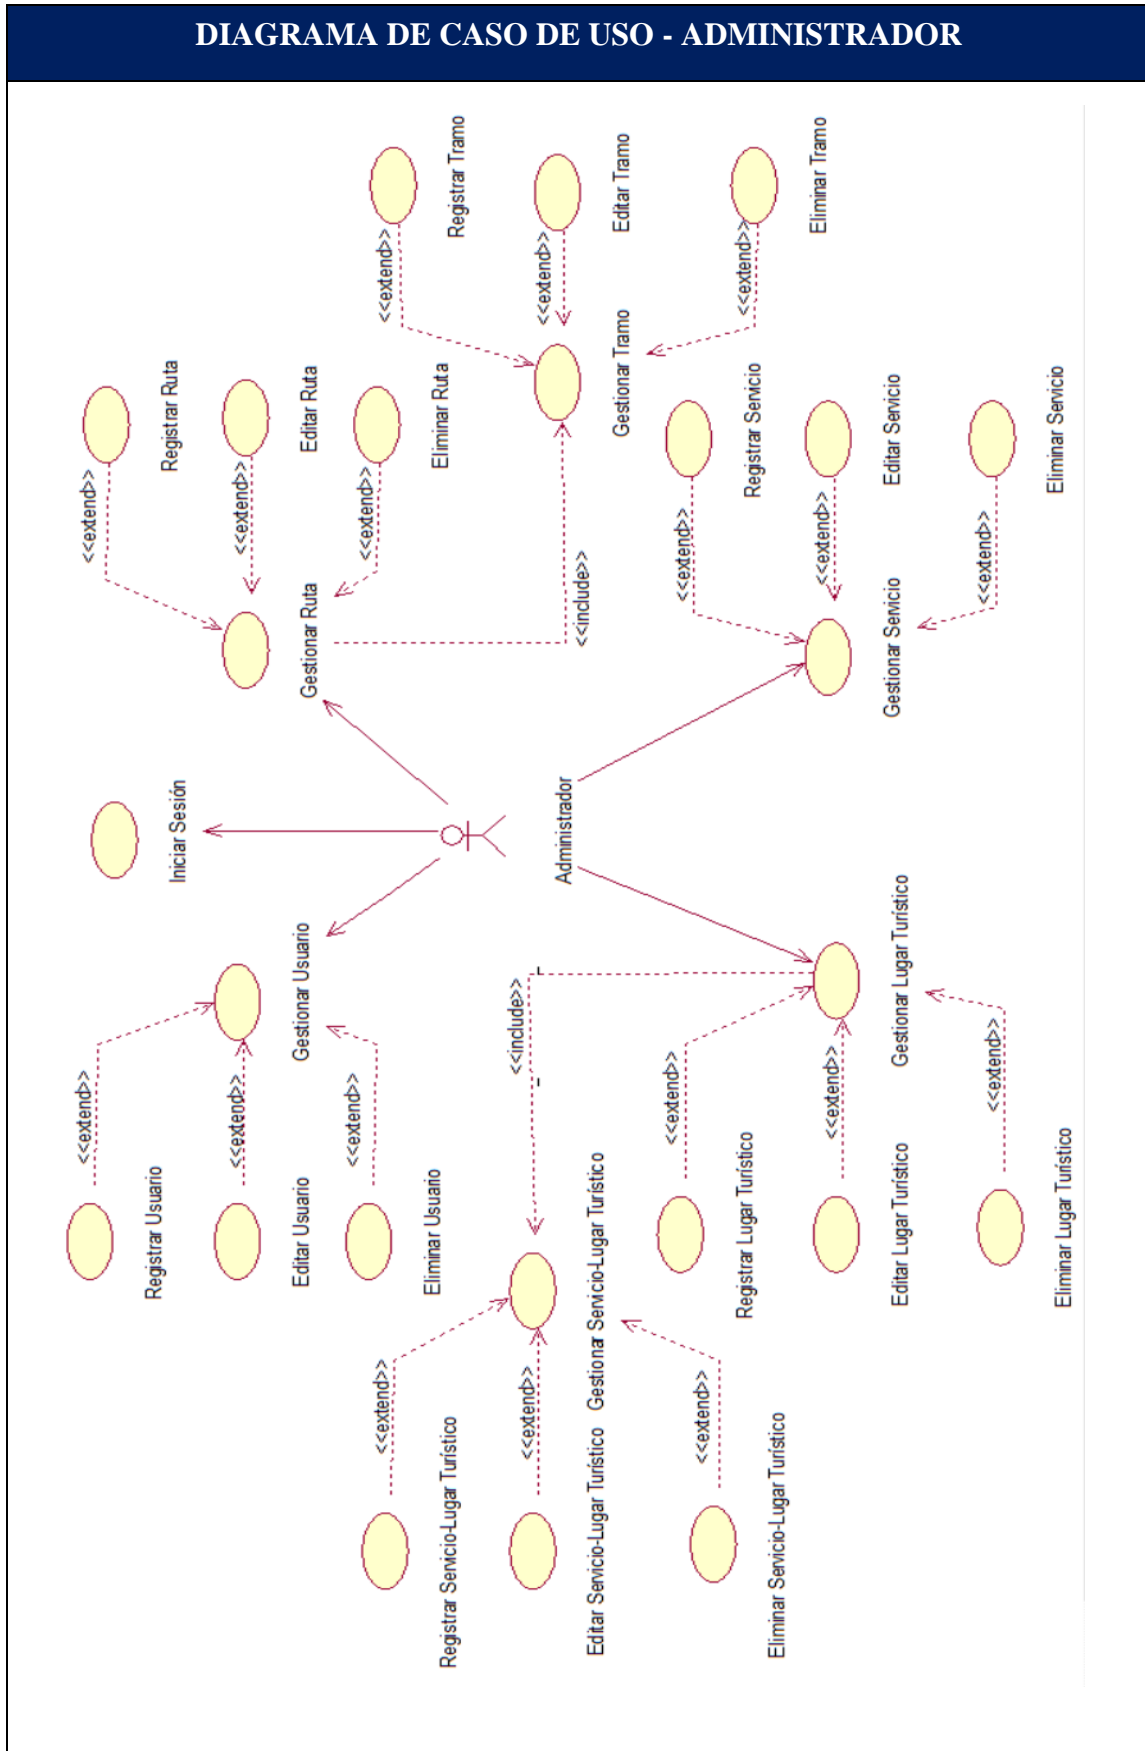 DIAGRAMA DE CASO DE USO - ADMINISTRADOR
<<extend>>
<<extend>>
Registrar Usuario
Iniciar Sesión
Registrar Ruta
<<extend>>
<<extend>>
Editar Usuario
Gestionar Usuario
Gestionar Ruta
Editar Ruta
<<extend>>
<<extend>>
<<extend>>
<<extend>>
Eliminar Usuario
Eliminar Ruta
Registrar Servicio-Lugar Turístico
Registrar Tramo
<<extend>>
<<include>>
<<extend>>
Administrador
<<include>>
Editar Servicio-Lugar Turístico
Gestionar Servicio-Lugar Turístico
Gestionar Tramo
Editar Tramo
<<extend>>
<<extend>>
<<extend>>
<<extend>>
Registrar Lugar Turístico
Registrar Servicio
Eliminar Servicio-Lugar Turístico
Eliminar Tramo
<<extend>>
<<extend>>
Editar Lugar Turístico
Gestionar Lugar Turístico
Gestionar Servicio
Editar Servicio
<<extend>>
<<extend>>
Eliminar Lugar Turístico
Eliminar Servicio